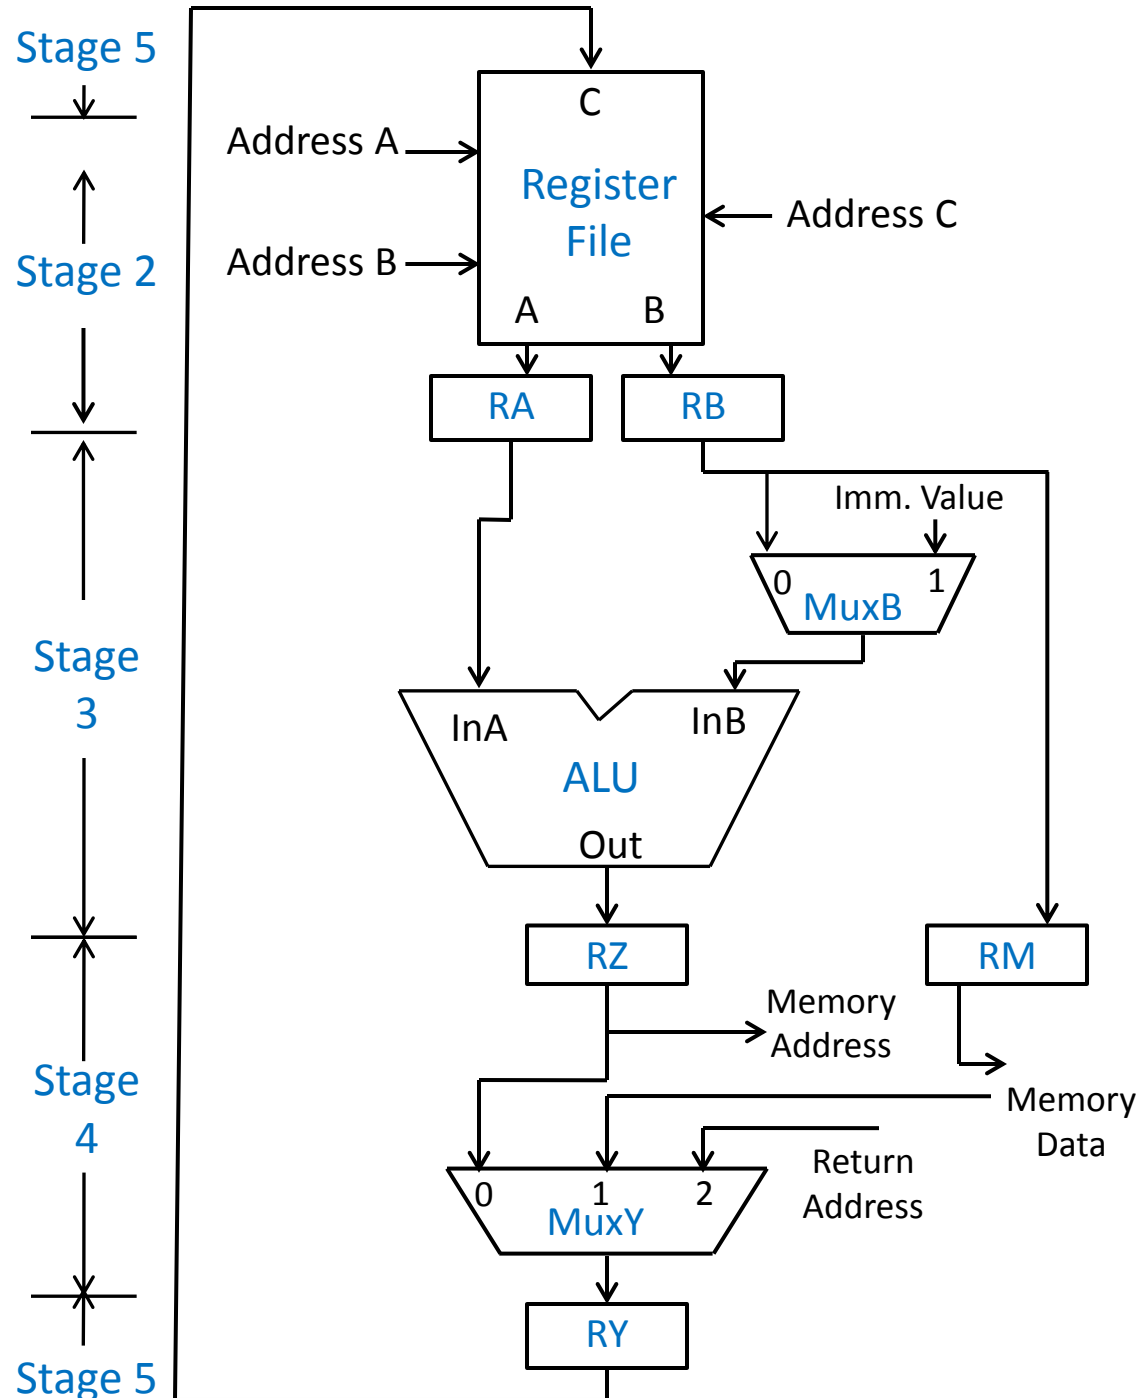 Stage 5
C
Address A
Register
File
Address C
Stage 2
Address B
A
B
RA
RB
Imm. Value
0
1
MuxB
Stage
3
InA
InB
ALU
Out
RZ
RM
Memory
Address
Stage
4
Memory
Data
Return
Address
0
1
2
MuxY
RY
Stage 5